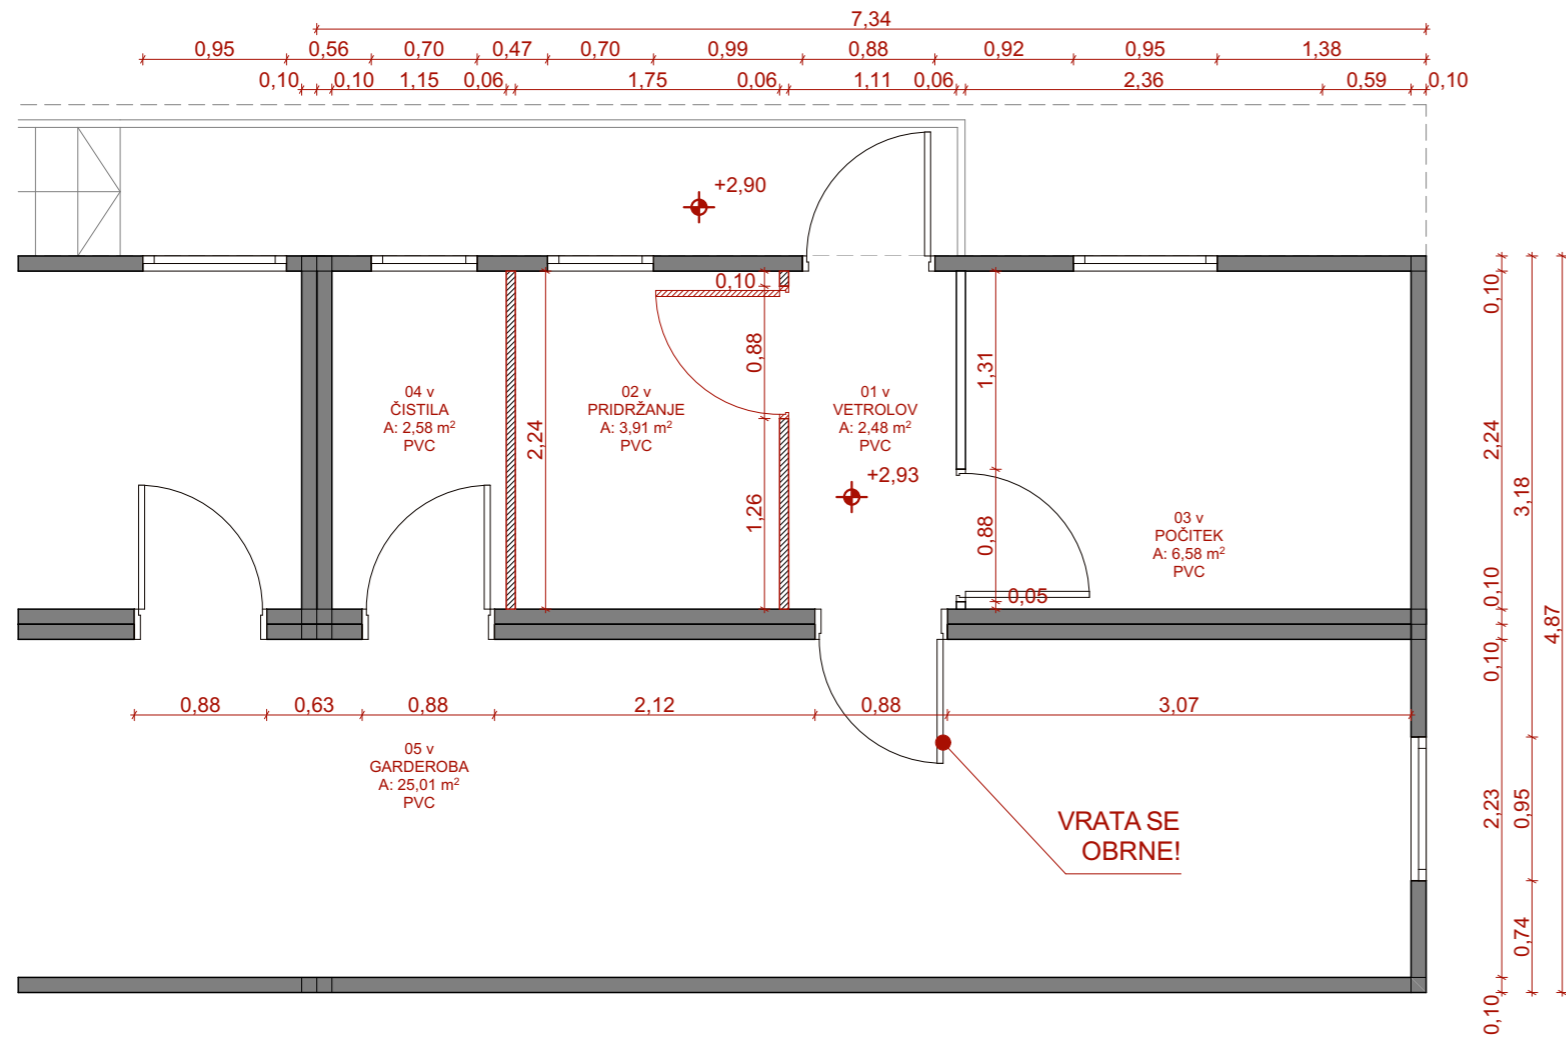 7,34
0,95 0,56 0,70 0,47 0,70 0,99 0,88 0,92 0,95 1,38
0,10 0,10 1,15 0,06 1,75 0,06 1,11 0,06 2,36 0,59 0,10
+2,90
0,10
0,10
0,88
1,31
04 v
ČISTILA
A: 2,58 m²
PVC
02 v
PRIDRŽANJE
A: 3,91 m²
PVC
01 v
VETROLOV
A: 2,48 m²
PVC
2,24
2,24
+2,93
1,26
0,88
3,18
03 v
POČITEK
A: 6,58 m²
PVC
0,05
0,10
4,87
0,10
0,88 0,63 0,88 2,12 0,88 3,07
05 v
GARDEROBA
A: 25,01 m²
PVC
VRATA SE
OBRNE!
2,23
0,95
0,74
0,10